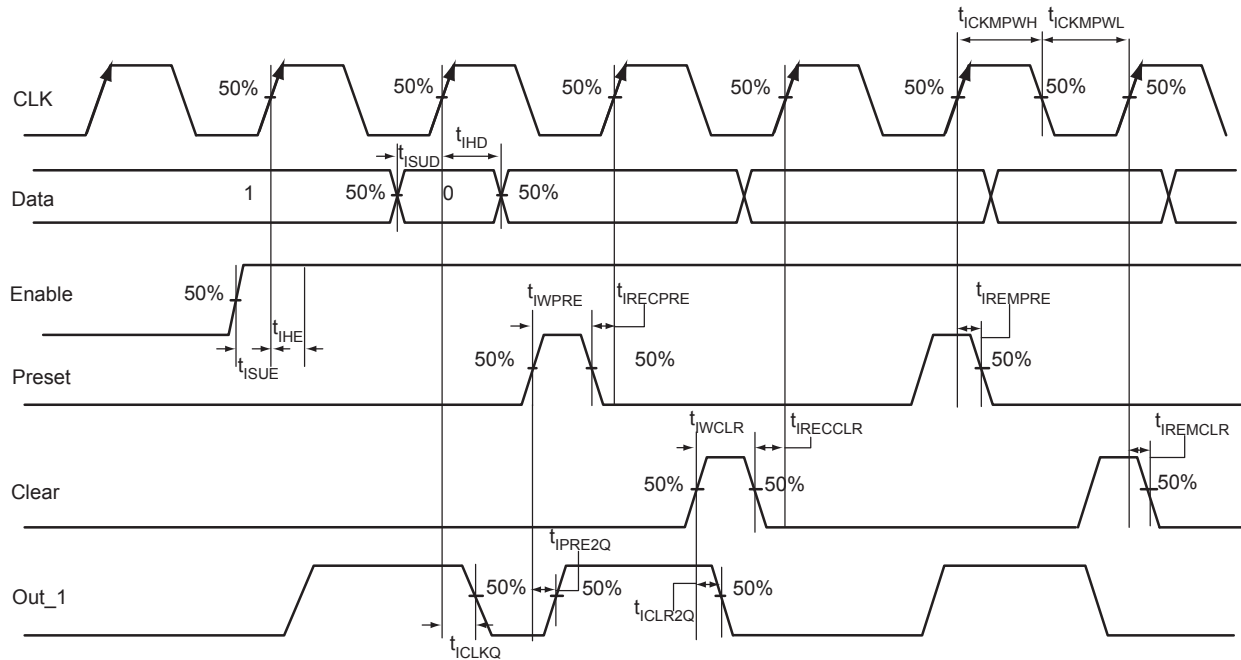 tICKMPWH tICKMPWL
CLK 50% 50% 50% 50% 50% 50% 50%
tISUD tIHD
Data 1 50% 0 50%
Enable 50%
tIHE
tISUE
tIWPRE tIRECPRE tIREMPRE
Preset 50% 50% 50%
tIWCLR tIRECCLR tIREMCLR
Clear 50% 50% 50%
tIPRE2Q
Out_1 50% 50% 50%
tICLR2Q
tICLKQ